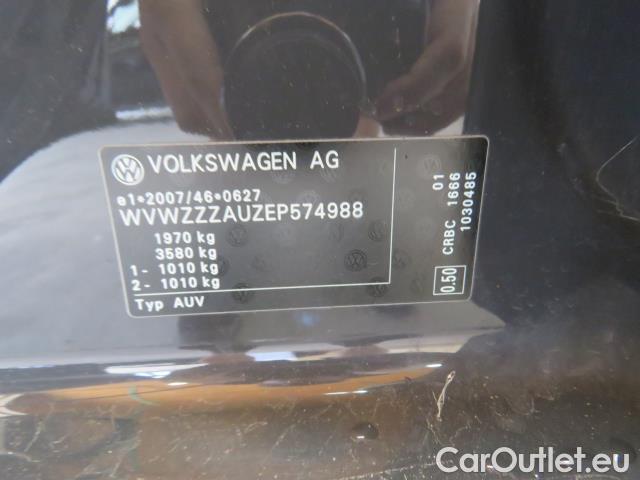 VOLKSWAGEN AG
e1*2007/46*0627
WVWZZZAUZEP574988
1970 kg
3580 kg
1- 1010 kg
2- 1010 kg
Typ AUV
01
CRBC 1666
1030485
0.50
CarOutlet.eu